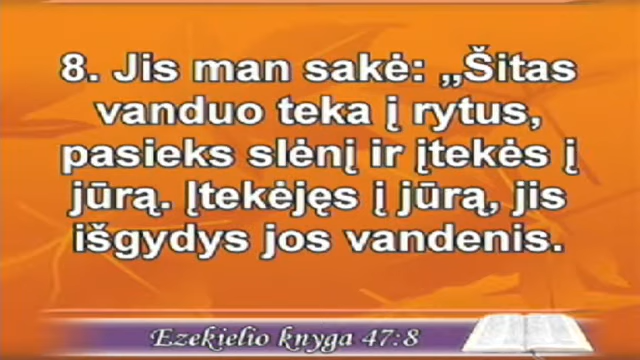 8. Jis man sakė: „Šitas
vanduo teka į rytus,
pasieks slėnį ir įtekės į
jūrą. Įtekėjęs į jūrą, jis
išgydys jos vandenis.
Ezekielio knyga 47:8